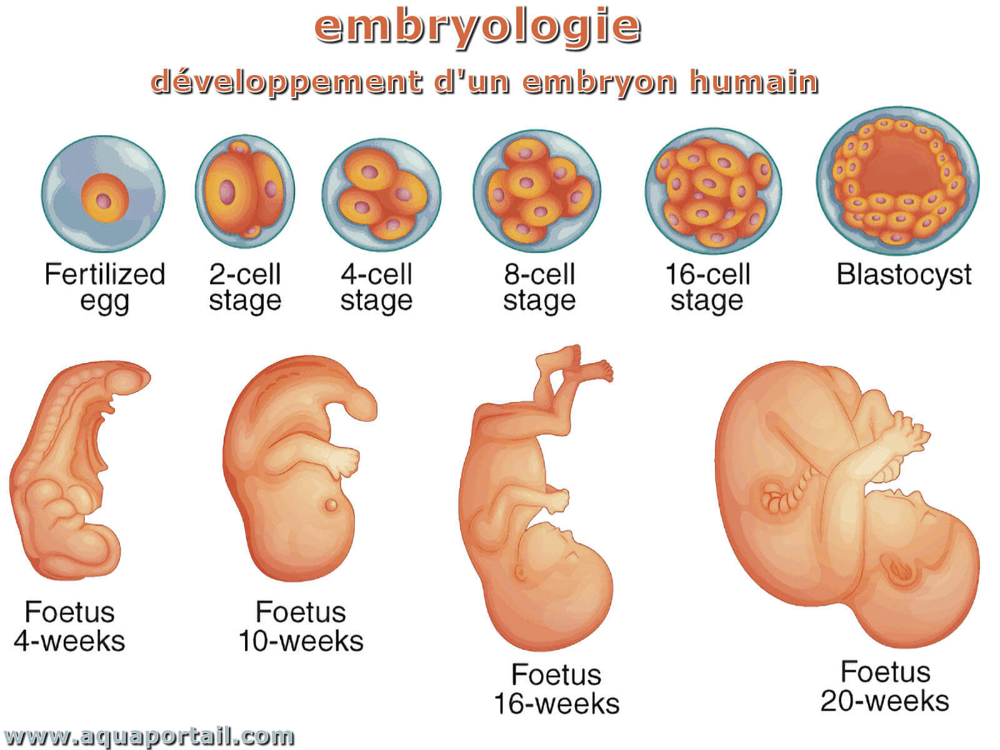 embryologie
développement d'un embryon humain
Fertilized
egg
2-cell
stage
4-cell
stage
8-cell
stage
16-cell
stage
Blastocyst
Foetus
4-weeks
Foetus
10-weeks
Foetus
16-weeks
Foetus
20-weeks
www.aquaportail.com